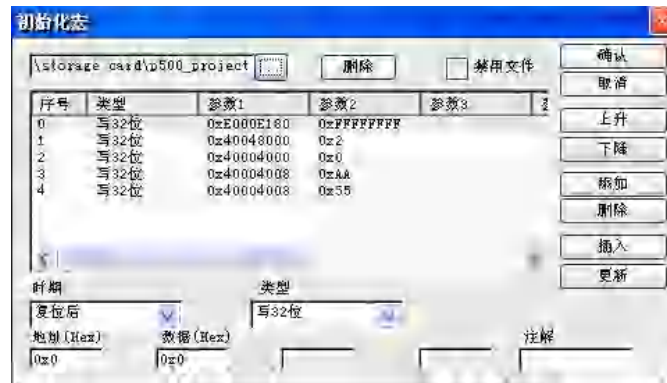 初始化宏
\storage card\p500_project ... 删除 禁用文件 确认
取消
序号 类型 参数1 参数2 参数3
0 写32位 0xE000E180 0xFFFFFFFF
1 写32位 0x40048000 0x2
2 写32位 0x40004000 0x0
3 写32位 0x40004008 0xAA
4 写32位 0x40004008 0x55
上升
下降
添加
删除
插入
更新
时期 类型
复位后 写32位
地址(Hex) 数据(Hex) 注解
0x0 0x0